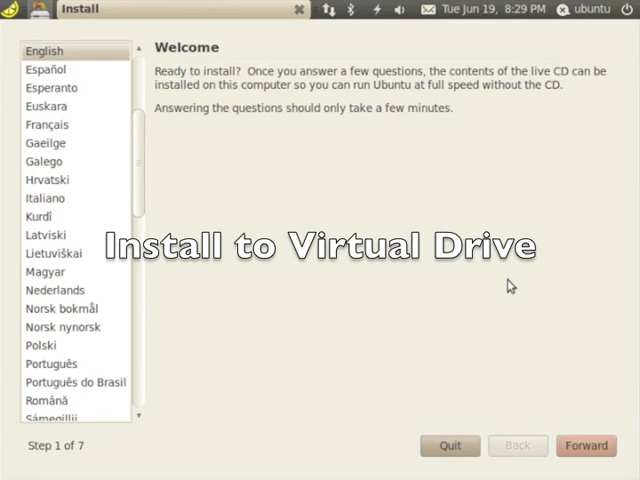 Install
Tue Jun 19, 8:29 PM
ubuntu
English
Español
Esperanto
Euskara
Français
Gaeilge
Galego
Hrvatski
Italiano
Kurdî
Latviski
Lietuviškai
Magyar
Nederlands
Norsk bokmål
Norsk nynorsk
Polski
Português
Português do Brasil
Română
Sámegillii
Welcome
Ready to install? Once you answer a few questions, the contents of the live CD can be
installed on this computer so you can run Ubuntu at full speed without the CD.
Answering the questions should only take a few minutes.
Install to Virtual Drive
Step 1 of 7
Quit
Back
Forward